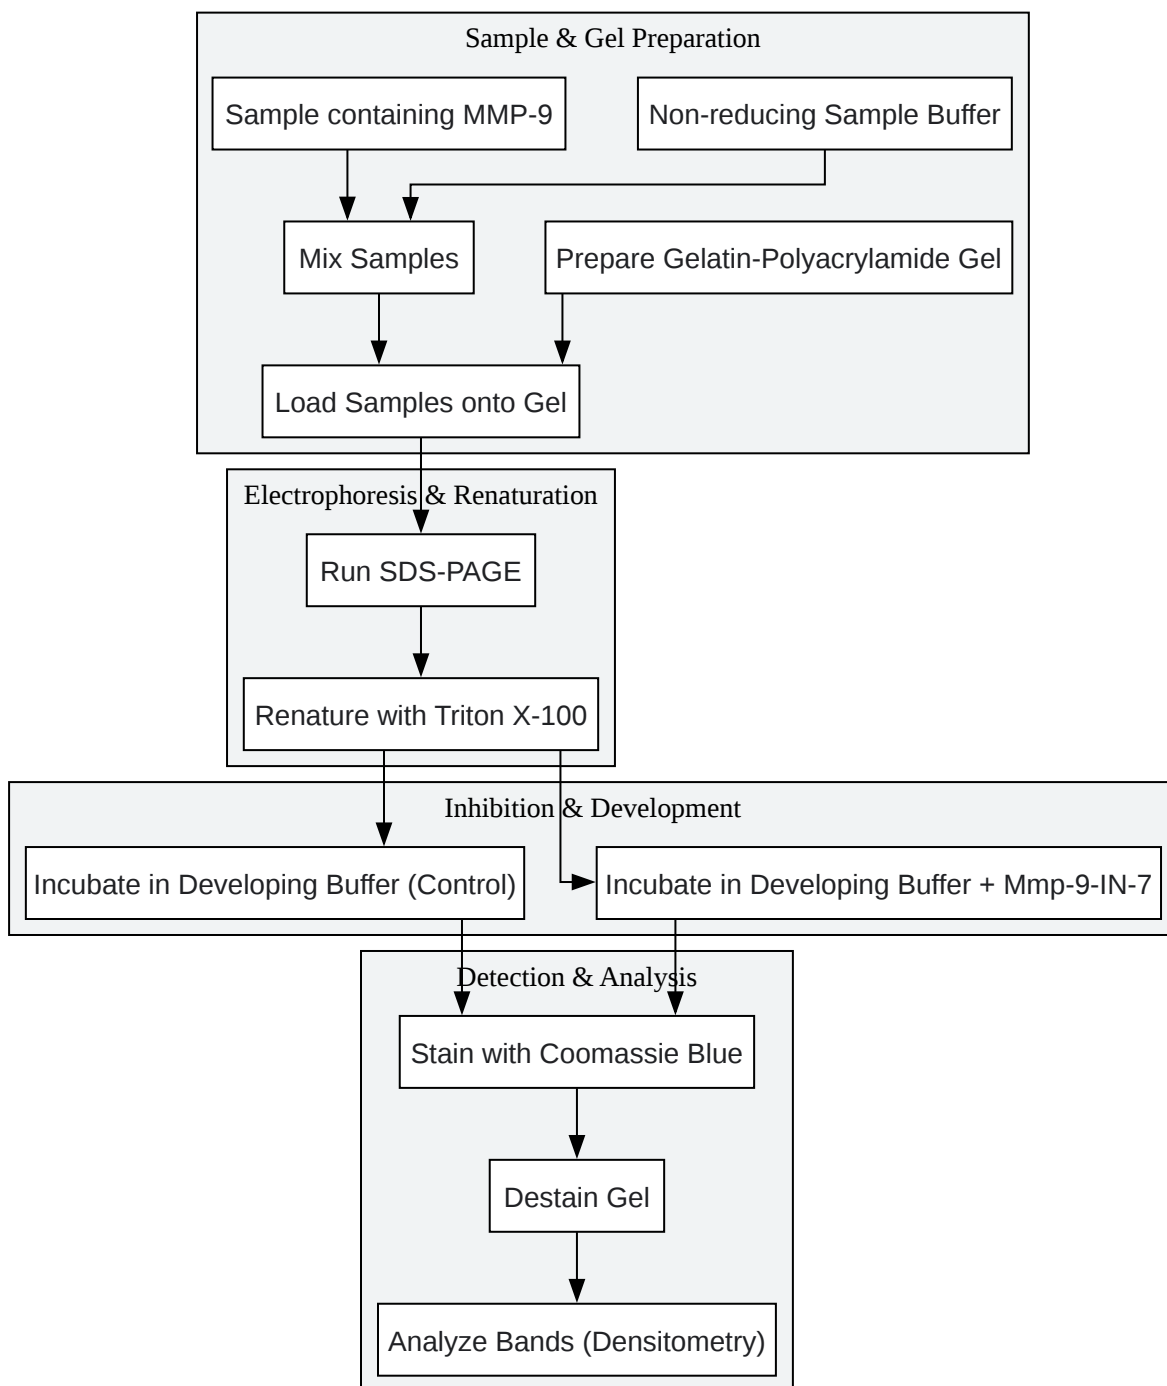 Sample & Gel Preparation
Sample containing MMP-9
Non-reducing Sample Buffer
Mix Samples
Prepare Gelatin-Polyacrylamide Gel
Load Samples onto Gel
Electrophoresis & Renaturation
Run SDS-PAGE
Renature with Triton X-100
Inhibition & Development
Incubate in Developing Buffer (Control)
Incubate in Developing Buffer + Mmp-9-IN-7
Detection & Analysis
Stain with Coomassie Blue
Destain Gel
Analyze Bands (Densitometry)